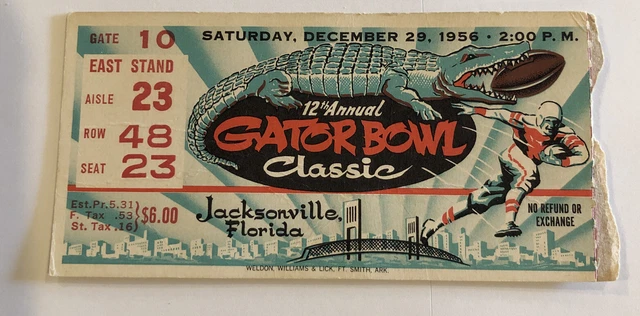 GATE 10
EAST STAND
AISLE 23
ROW 48
SEAT 23
Est.Pr.5.31
F. Tax .53
St. Tax .16
$6.00
SATURDAY, DECEMBER 29, 1956 • 2:00 P. M.
12th Annual
GATOR BOWL
Classic
Jacksonville,
Florida
NO REFUND OR
EXCHANGE
WELDON, WILLIAMS & LICK, FT. SMITH, ARK.